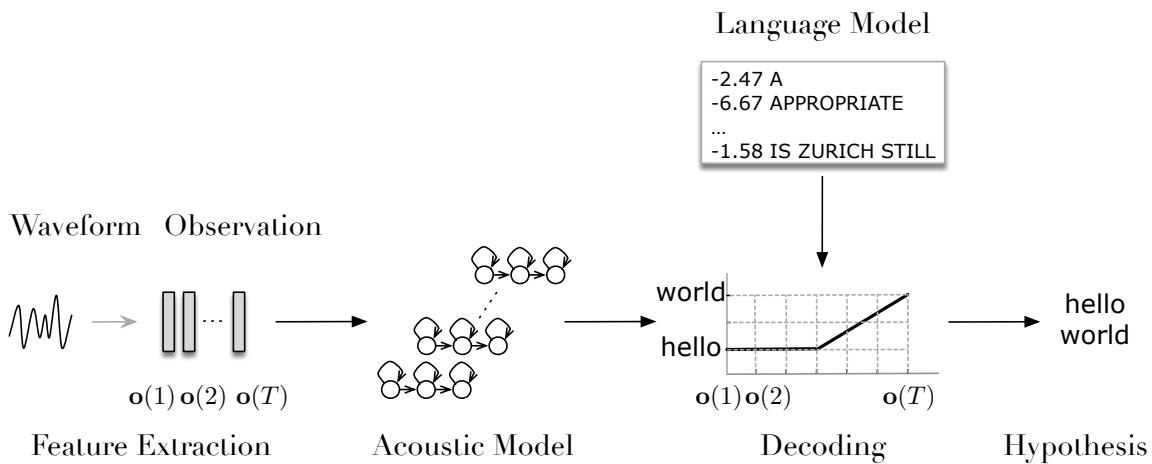 Language Model
-2.47 A
-6.67 APPROPRIATE
...
-1.58 IS ZURICH STILL
Waveform Observation
world
hello
hello
world
o(1) o(2) o(T)
o(1) o(2) o(T)
Feature Extraction
Acoustic Model
Decoding
Hypothesis